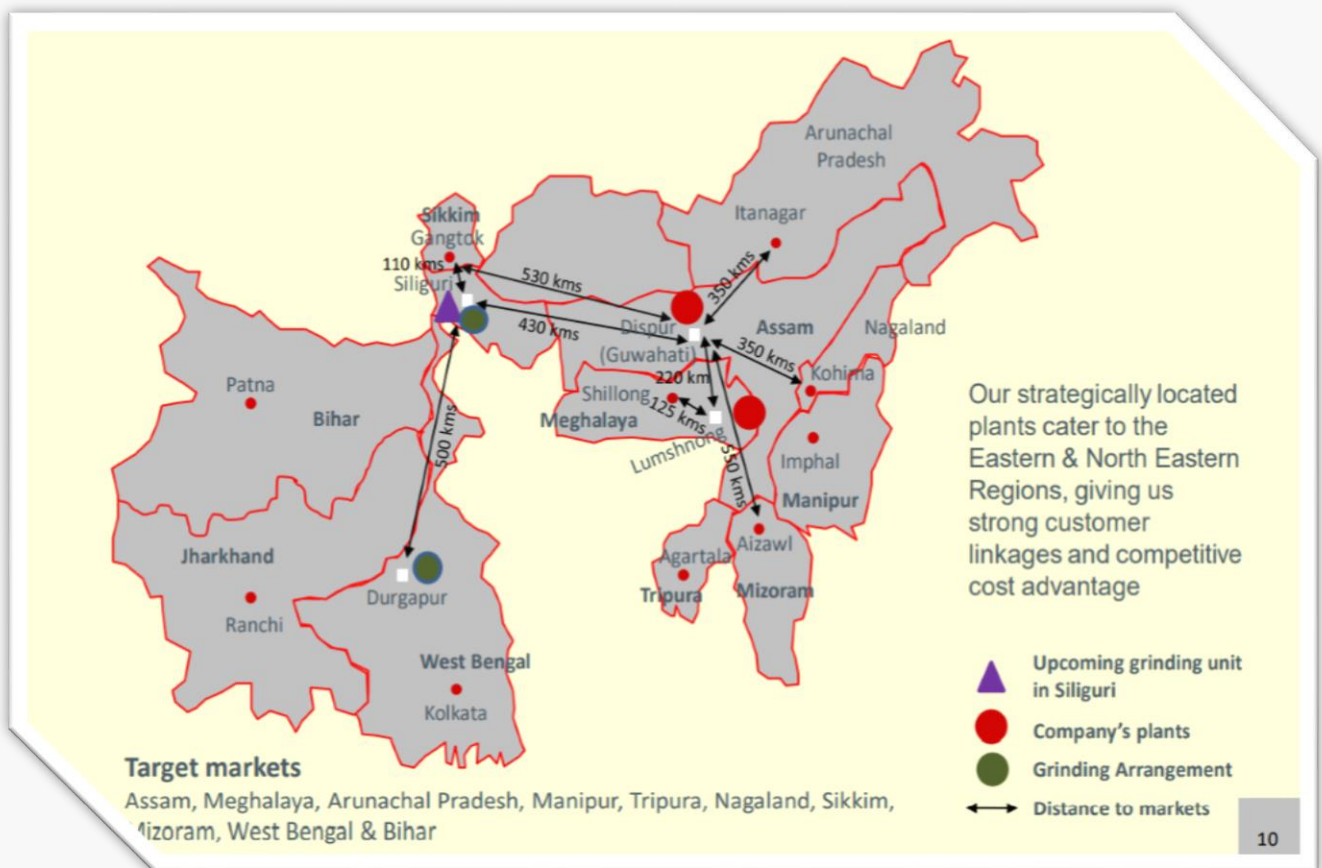 Arunachal
Pradesh
Itanagar
Sikkim
Gangtok
110 kms
Siliguri
530 kms
350 kms
430 kms
Dispur
(Guwahati)
Assam
Nagaland
350 kms
Kohima
220 km
Shillong
125 kms
Meghalaya
Lumshnong
550 kms
Imphal
Manipur
Patna
Bihar
500 kms
Jharkhand
Ranchi
Durgapur
West Bengal
Kolkata
Agartala
Tripura
Aizawl
Mizoram
Our strategically located
plants cater to the
Eastern & North Eastern
Regions, giving us
strong customer
linkages and competitive
cost advantage
Upcoming grinding unit
in Siliguri
Company's plants
Grinding Arrangement
Distance to markets
Target markets
Assam, Meghalaya, Arunachal Pradesh, Manipur, Tripura, Nagaland, Sikkim,
Mizoram, West Bengal & Bihar
10